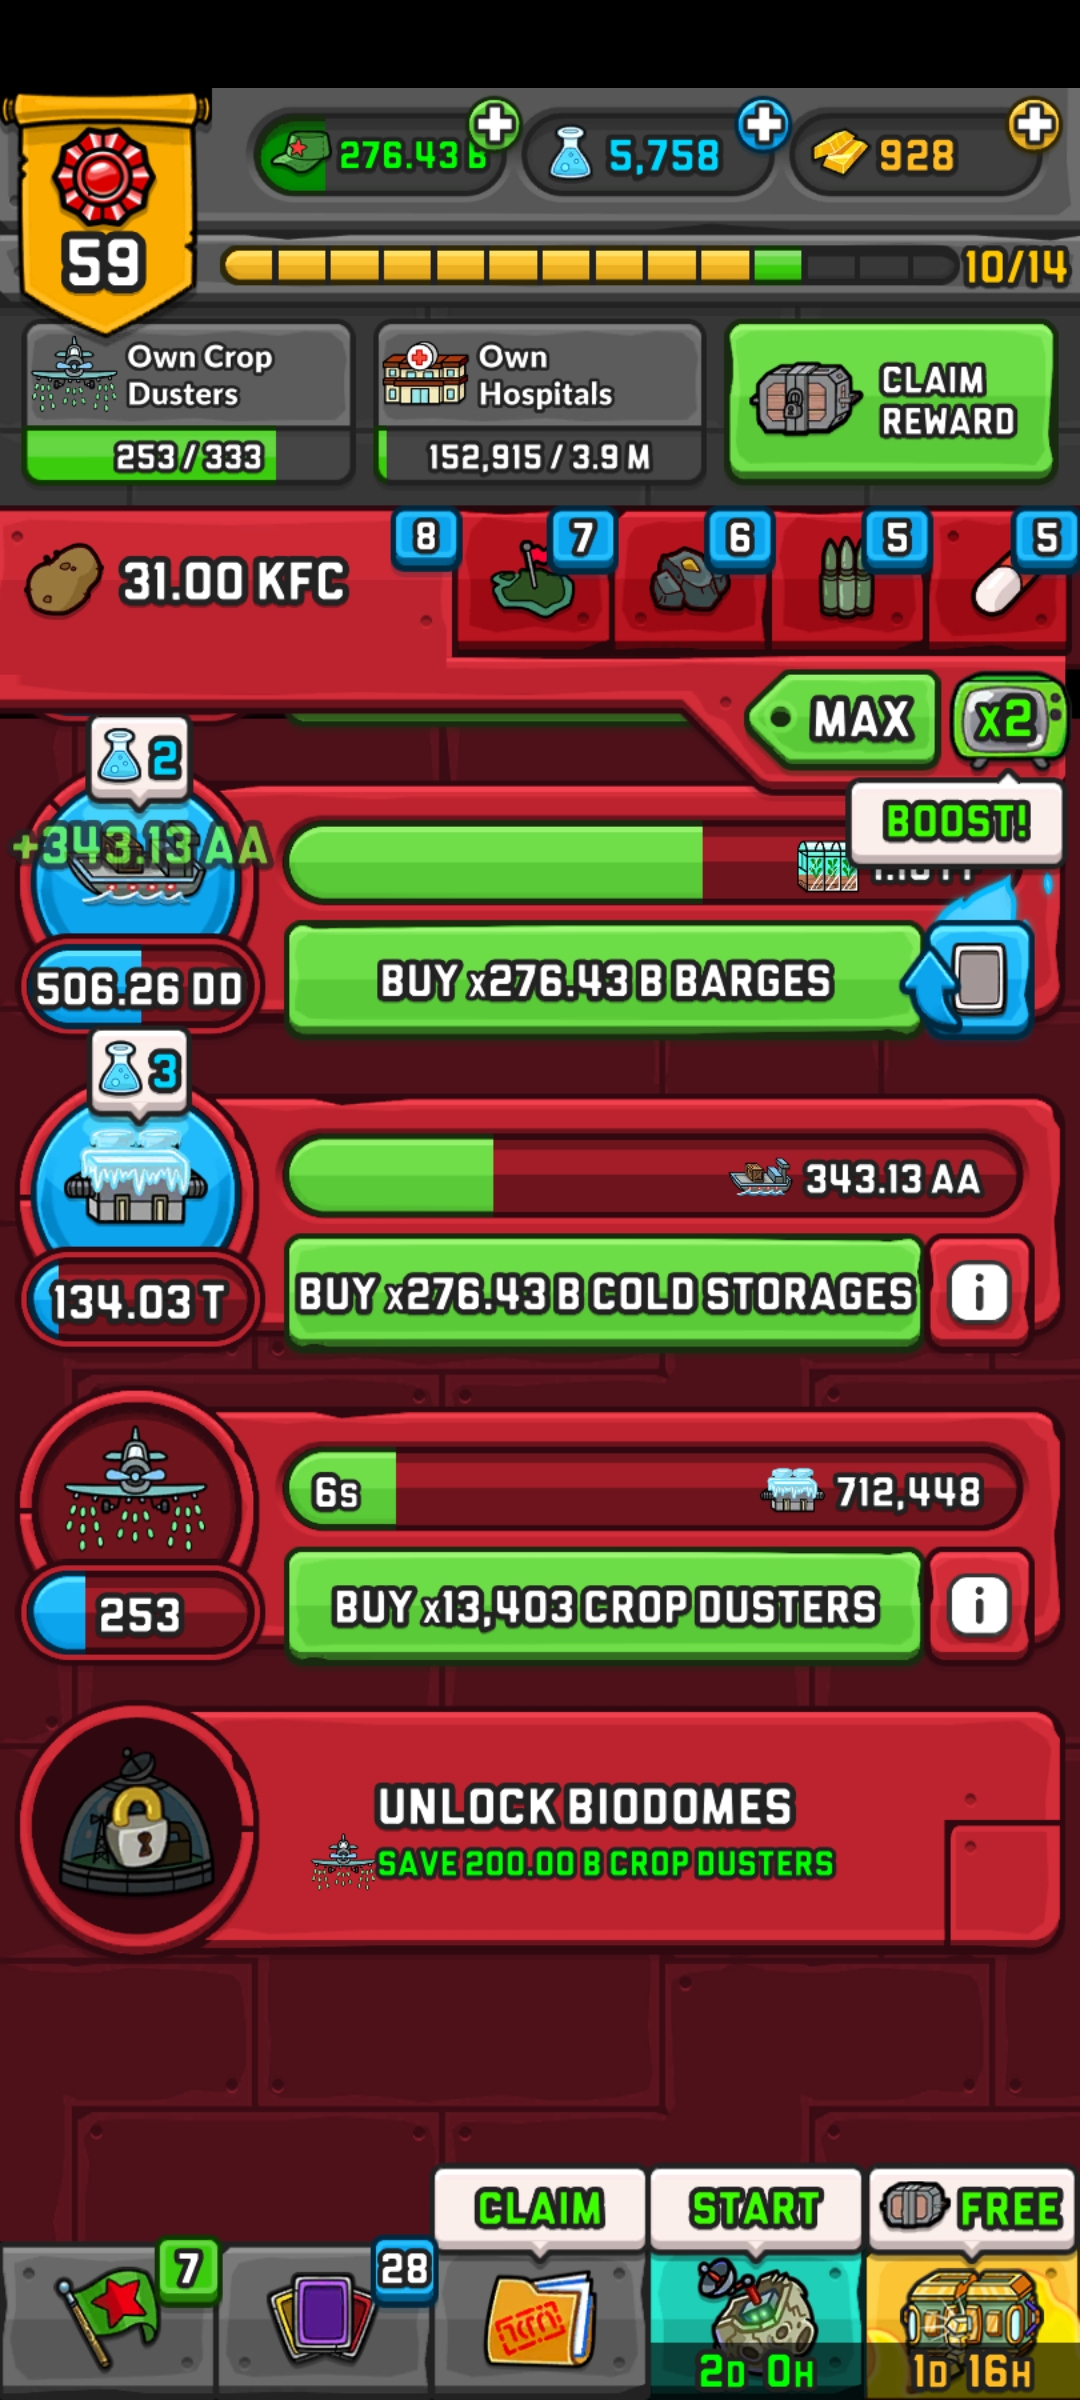 276.43 B
5,758
928
59
10/14
Own Crop
Dusters
253/333
Own
Hospitals
152,915/3.9 M
CLAIM
REWARD
31.00 KFC
8
7
6
5
5
MAX
x2
BOOST!
2
+343.13 AA
506.26 DD
BUY x276.43 B BARGES
3
343.13 AA
134.03 T
BUY x276.43 B COLD STORAGES
i
6s
712,448
253
BUY x13,403 CROP DUSTERS
i
UNLOCK BIODOMES
SAVE 200.00 B CROP DUSTERS
CLAIM
START
FREE
7
28
2D 0H
1D 16H